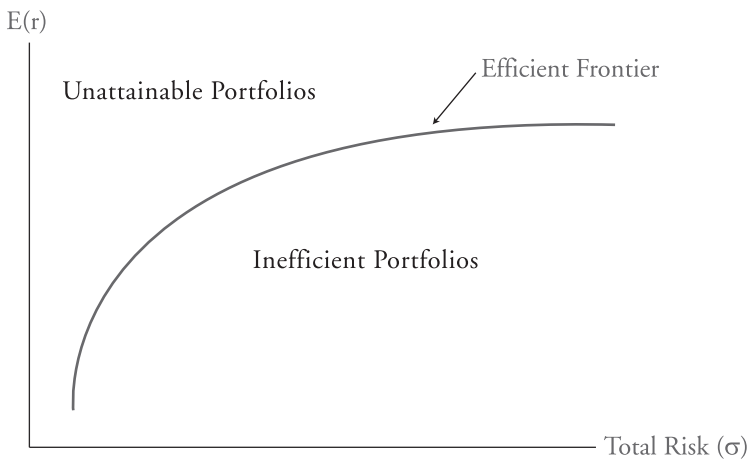 E(r)
Efficient Frontier
Unattainable Portfolios
Inefficient Portfolios
Total Risk (σ)